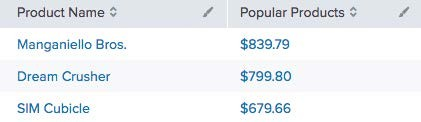 Product Name Popular Products
Manganiello Bros. $839.79
Dream Crusher $799.80
SIM Cubicle $679.66